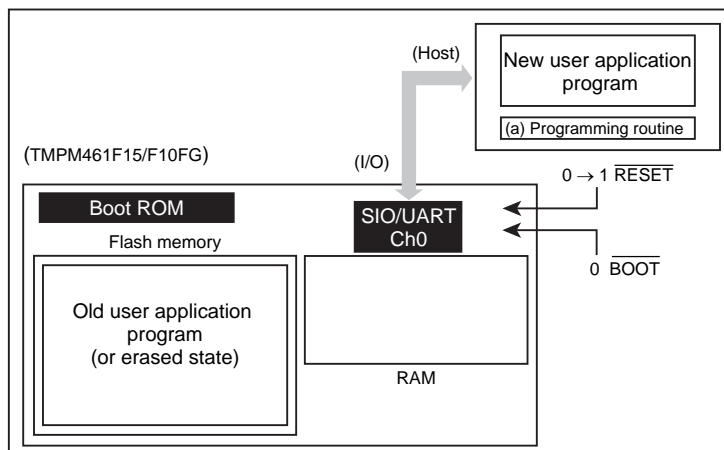 (Host)
New user application
program
(a) Programming routine
(TMPM461F15/F10FG)
(I/O)
0 → 1 RESET
Boot ROM
SIO/UART
Ch0
Flash memory
0 BOOT
Old user application
program
(or erased state)
RAM